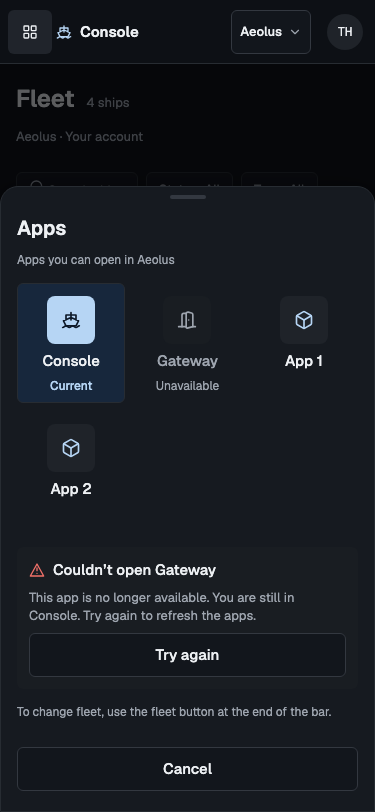 Console
Aeolus
TH
Fleet 4 ships
Aeolus · Your account
Apps
Apps you can open in Aeolus
Console
Current
Gateway
Unavailable
App 1
App 2
Couldn’t open Gateway
This app is no longer available. You are still in
Console. Try again to refresh the apps.
Try again
To change fleet, use the fleet button at the end of the bar.
Cancel